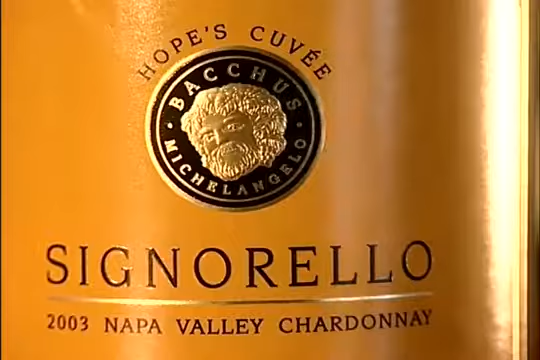 HOPE'S CUVÉE
BACCHUS
MICHELANGELO
SIGNORELLO
2003 NAPA VALLEY CHARDONNAY